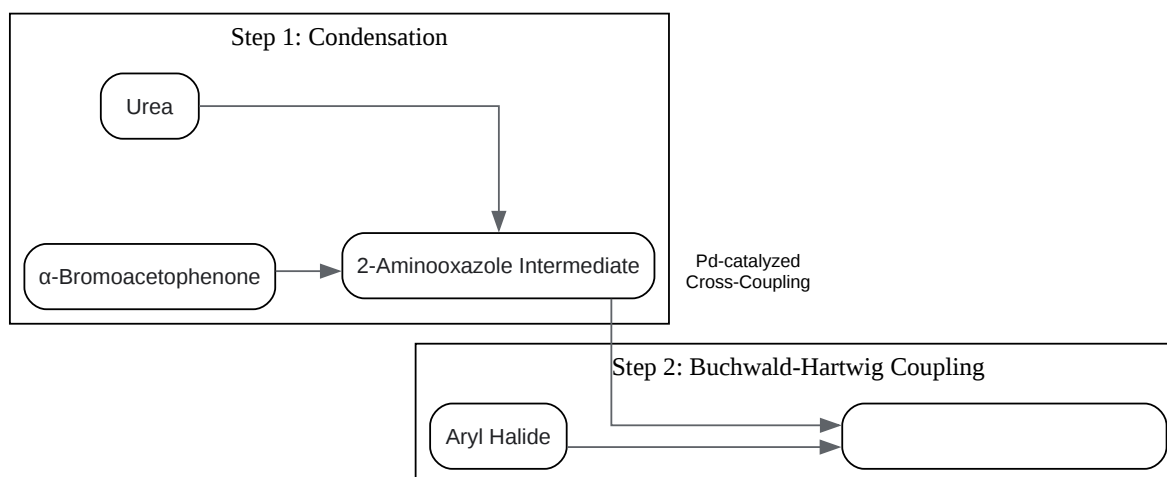 Step 1: Condensation
Urea
α-Bromoacetophenone
2-Aminooxazole Intermediate
Pd-catalyzed
Cross-Coupling
Step 2: Buchwald-Hartwig Coupling
Aryl Halide